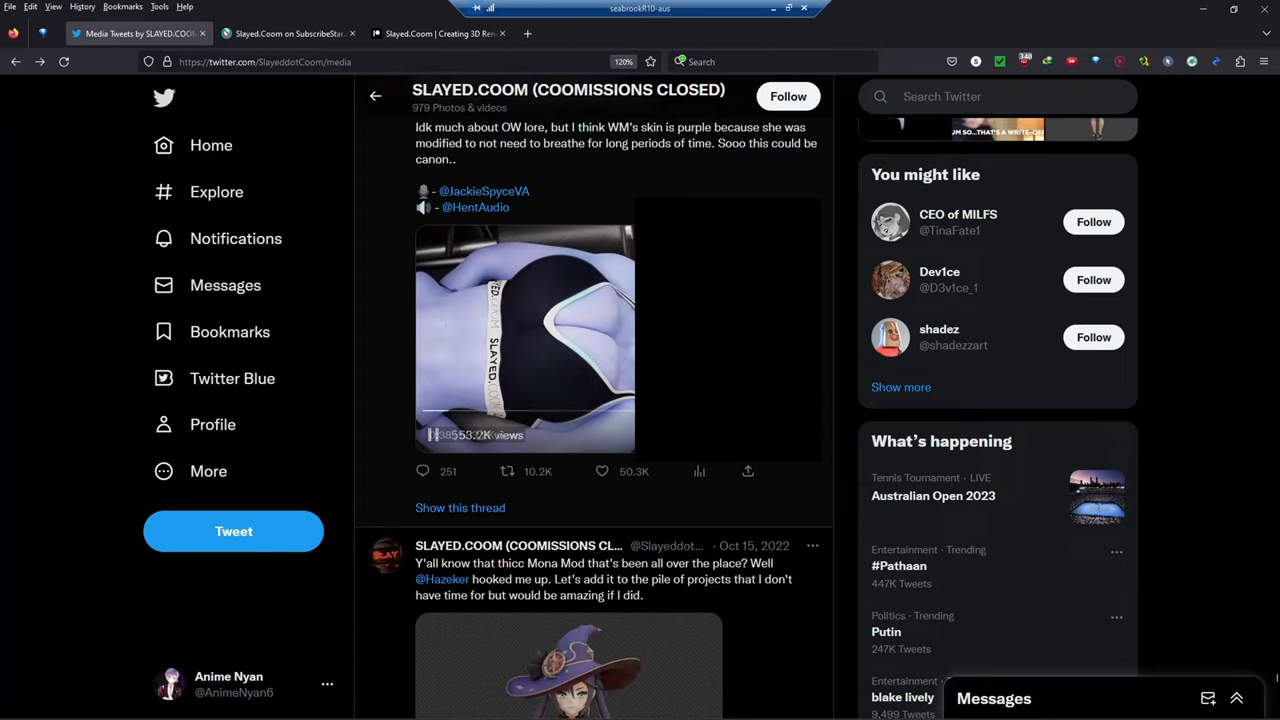 File Edit View History Bookmarks Tools Help
seabrookR10-aus
Media Tweets by SLAYED.COOM
Slayed.Coom on SubscribeStar
Slayed.Coom | Creating 3D Ren
https://twitter.com/SlayeddotCoom/media
120%
Search
340
SLAYED.COOM (COOMISSIONS CLOSED)
979 Photos & videos
Follow
Search Twitter
Home
Explore
Notifications
Messages
Bookmarks
Twitter Blue
Profile
More
Tweet
Anime Nyan
@AnimeNyan6
Idk much about OW lore, but I think WM's skin is purple because she was
modified to not need to breathe for long periods of time. Sooo this could be
canon..
- @JackieSpyceVA
- @HentAudio
SLAYED.
553.2K views
251
10.2K
50.3K
Show this thread
SLAYED.COOM (COOMISSIONS CL... @Slayeddot... · Oct 15, 2022
Y'all know that thicc Mona Mod that's been all over the place? Well
@Hazeker hooked me up. Let's add it to the pile of projects that I don't
have time for but would be amazing if I did.
SO...THAT'S A WRITE-OFF
You might like
CEO of MILFS
@TinaFate1
Follow
Dev1ce
@D3v1ce_1
Follow
shadez
@shadezzart
Follow
Show more
What's happening
Tennis Tournament · LIVE
Australian Open 2023
Entertainment · Trending
#Pathaan
447K Tweets
Politics · Trending
Putin
247K Tweets
Entertainment · Trending
blake lively
9,499 Tweets
Messages